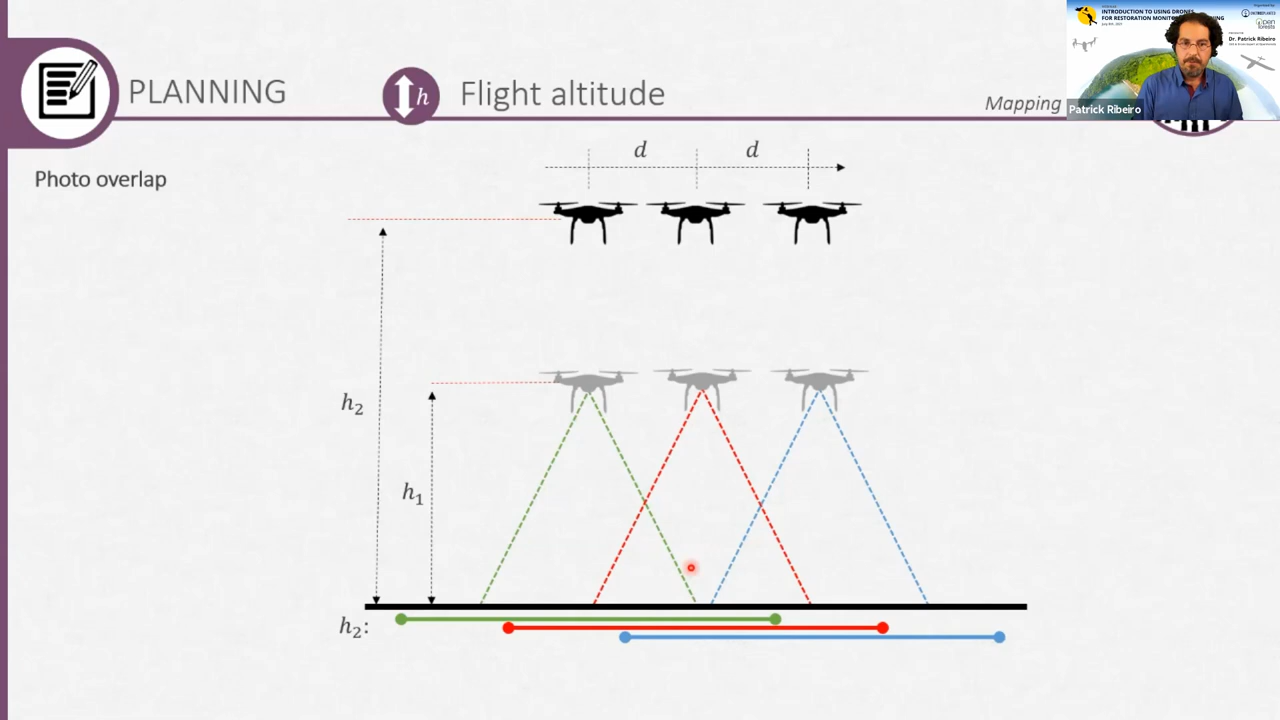 PLANNING
h
Flight altitude
Mapping
INTRODUCTION TO USING DRONES
FOR RESTORATION
Dr. Patrick Ribeiro
Patrick Ribeiro
Photo overlap
d
d
h₂
h₁
h₂: